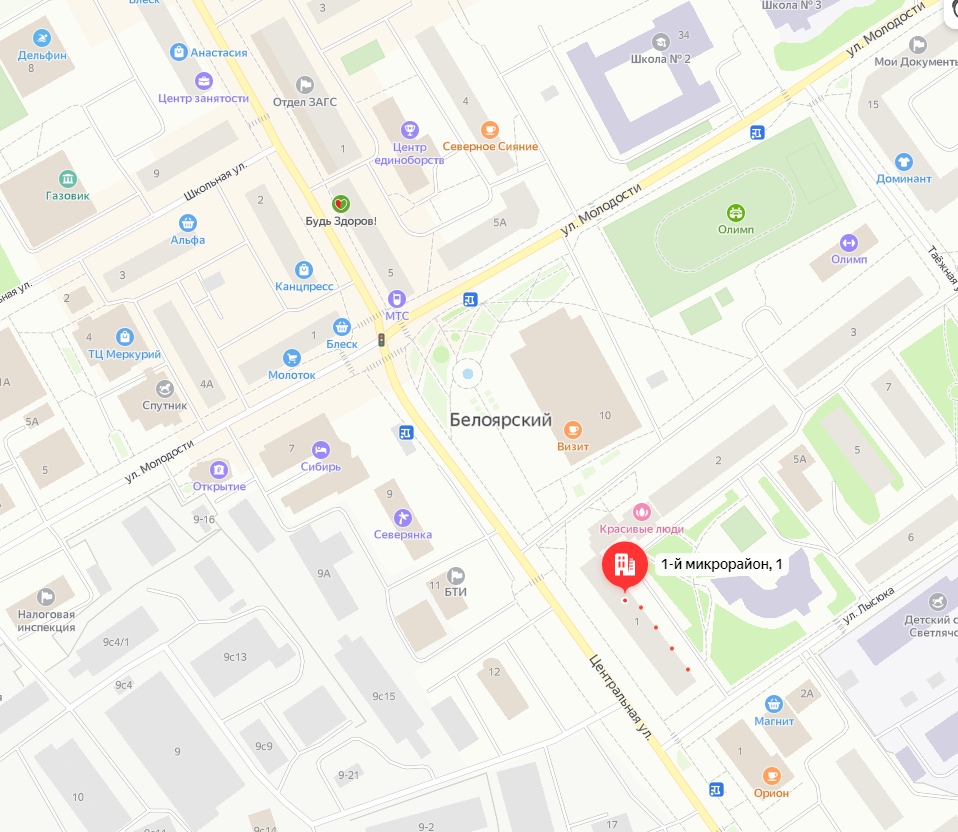 Блеск
3
Школа № 3
ул. Молодости
Дельфин
8
Анастасия
Центр занятости
Отдел ЗАГС
34
Школа № 2
Мои Документы
4
15
Центр
единоборств
Северное Сияние
1
9
Школьная ул.
Газовик
2
Доминант
Будь Здоров!
5А
ул. Молодости
Олимп
Альфа
Олимп
3
Канцпресс
5
2
МТС
4
1
Блеск
3
ТЦ Меркурий
Молоток
4А
Спутник
7
5А
Белоярский
10
Визит
7
ул. Молодости
Сибирь
5
2
5А
5
Открытие
9
9-16
Северянка
Красивые люди
6
1-й микрорайон, 1
9А
11
БТИ
ул. Лысюка
Налоговая
инспекция
1
9с4/1
9с13
Центральная ул.
12
9с4
9с15
2А
Магнит
9
9с9
1
9-21
10
Орион
9с14
9-2
17